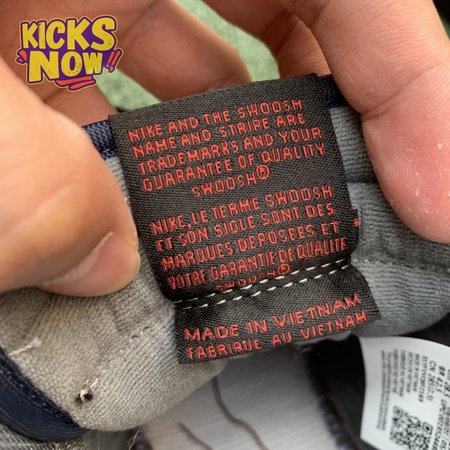 KICKS
NOW
NIKE AND THE SWOOSH
NAME AND STRIPE ARE
TRADEMARKS AND YOUR
GUARANTEE OF QUALITY
SWOOSH®
NIKE, LE TERME SWOOSH
ET SON SIGLE SONT DES
MARQUES DEPOSEES ET
VOTRE GARANTIE DE QUALITE
SWOOSH®
MADE IN VIETNAM
FABRIQUE AU VIETNAM